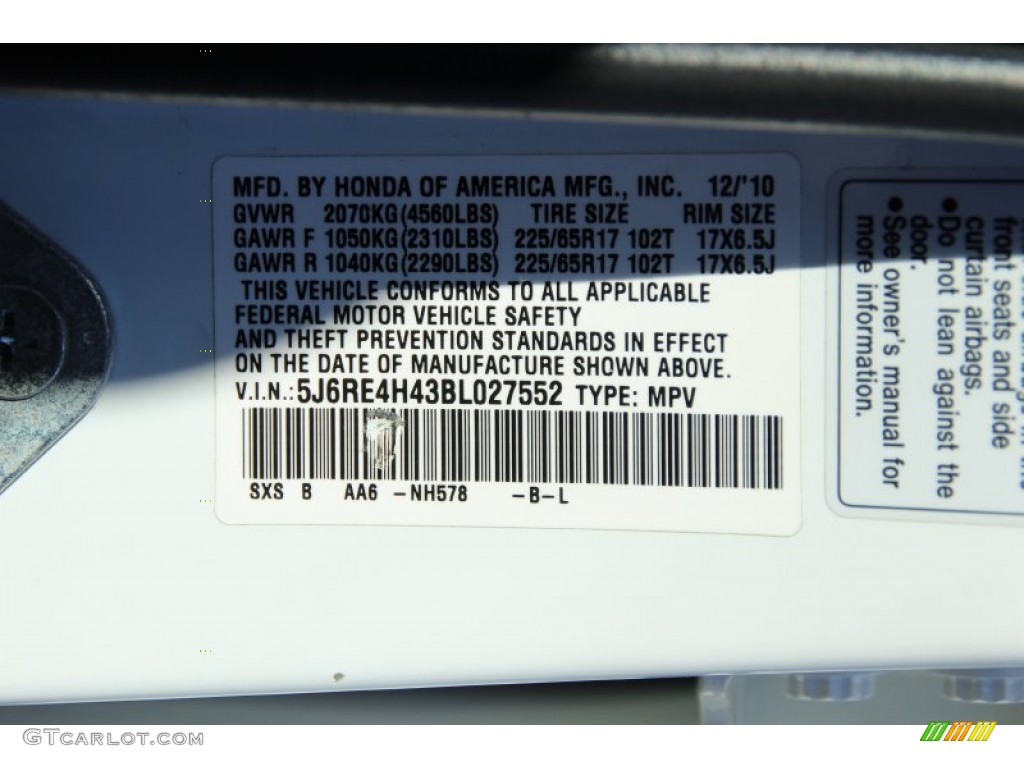 MFD. BY HONDA OF AMERICA MFG., INC. 12/'10
GVWR 2070KG(4560LBS) TIRE SIZE RIM SIZE
GAWR F 1050KG(2310LBS) 225/65R17 102T 17X6.5J
GAWR R 1040KG(2290LBS) 225/65R17 102T 17X6.5J
THIS VEHICLE CONFORMS TO ALL APPLICABLE
FEDERAL MOTOR VEHICLE SAFETY
AND THEFT PREVENTION STANDARDS IN EFFECT
ON THE DATE OF MANUFACTURE SHOWN ABOVE.
V.I.N.: 5J6RE4H43BL027552 TYPE: MPV
SXS B AA6 -NH578 -B-L
front seats and side
curtain airbags.
• Do not lean against the
door.
• See owner's manual for
more information.
GTCarlot.com